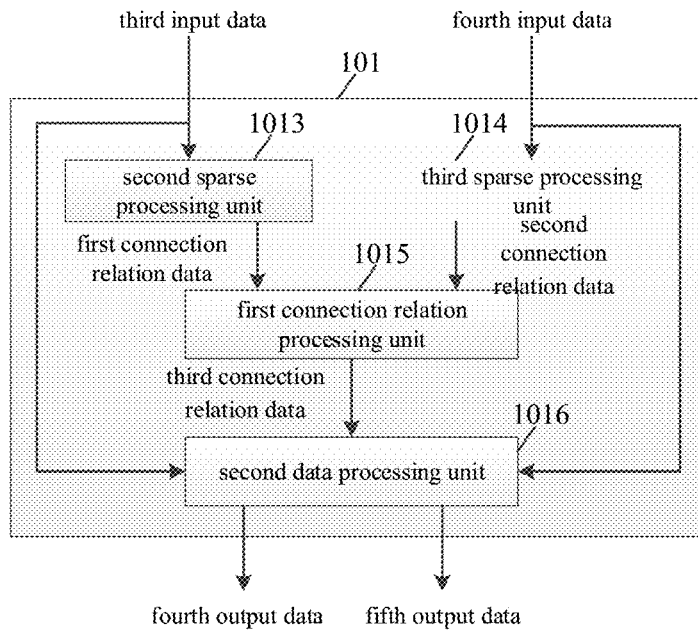 third input data
fourth input data
101
1013
1014
second sparse
processing unit
third sparse processing
unit
first connection
relation data
second
connection
relation data
1015
first connection relation
processing unit
third connection
relation data
1016
second data processing unit
fourth output data
fifth output data